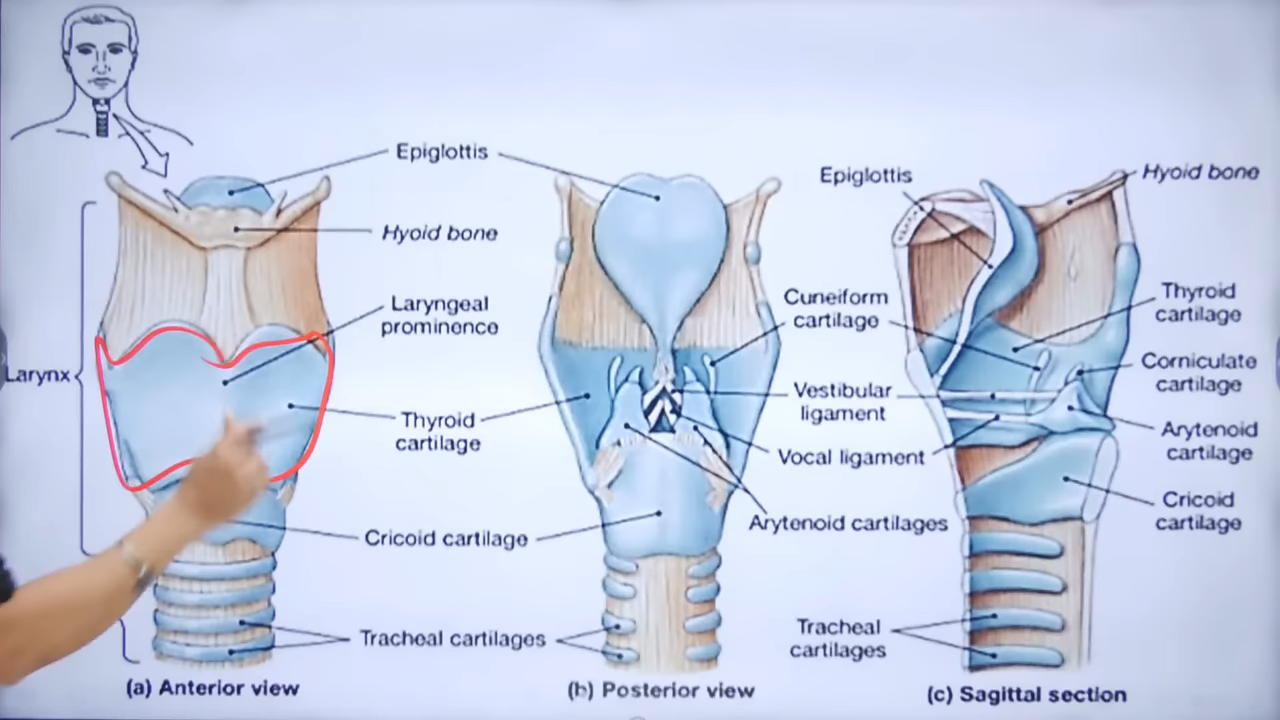 Epiglottis
Hyoid bone
Laryngeal
prominence
Larynx
Thyroid
cartilage
Cricoid cartilage
Tracheal cartilages
(a) Anterior view
Cuneiform
cartilage
Vestibular
ligament
Vocal ligament
Arytenoid cartilages
(b) Posterior view
Epiglottis
Hyoid bone
Thyroid
cartilage
Corniculate
cartilage
Arytenoid
cartilage
Cricoid
cartilage
Tracheal
cartilages
(c) Sagittal section